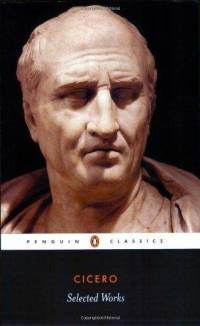 PENGUIN CLASSICS
CICERO
Selected Works